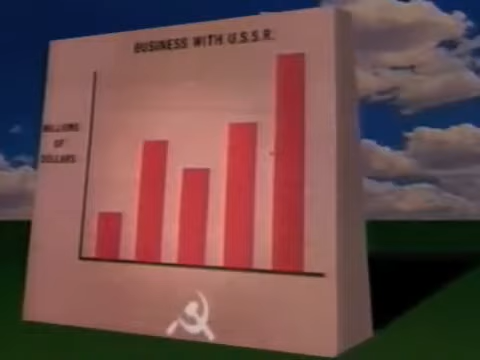 BUSINESS WITH U.S.S.R.
MILLIONS
OF
DOLLARS